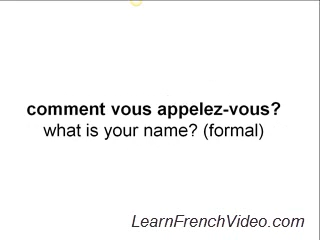 comment vous appelez-vous?
what is your name? (formal)
LearnFrenchVideo.com